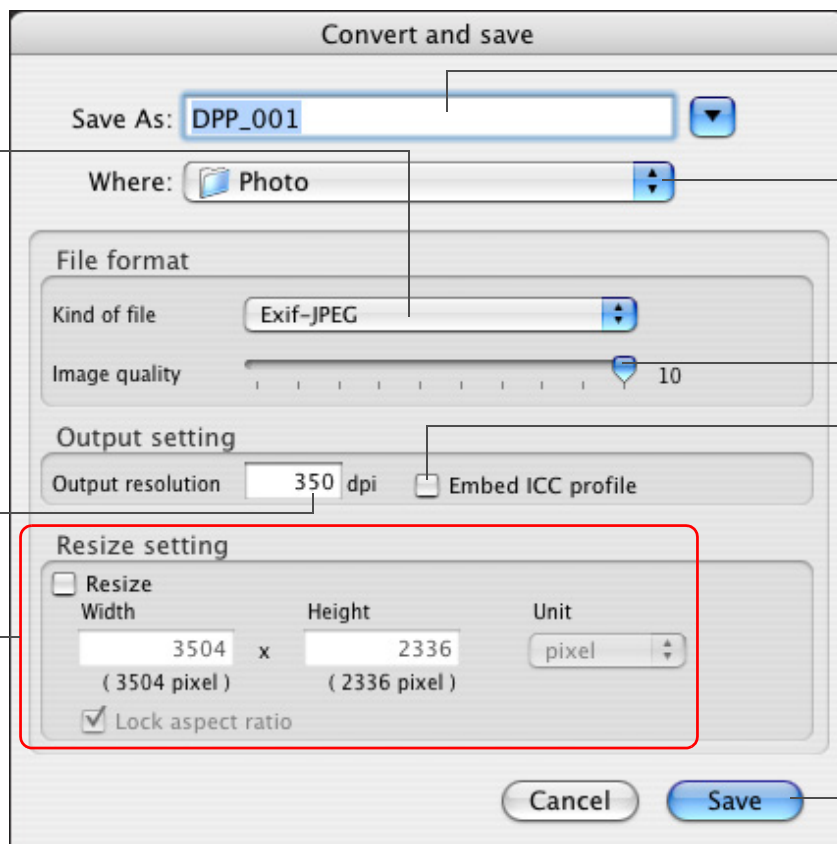 Convert and save
Save As: DPP_001
Where: Photo
File format
Kind of file Exif-JPEG
Image quality 10
Output setting
Output resolution 350 dpi Embed ICC profile
Resize setting
Resize
Width Height Unit
3504 x 2336 pixel
( 3504 pixel ) ( 2336 pixel )
Lock aspect ratio
Cancel Save